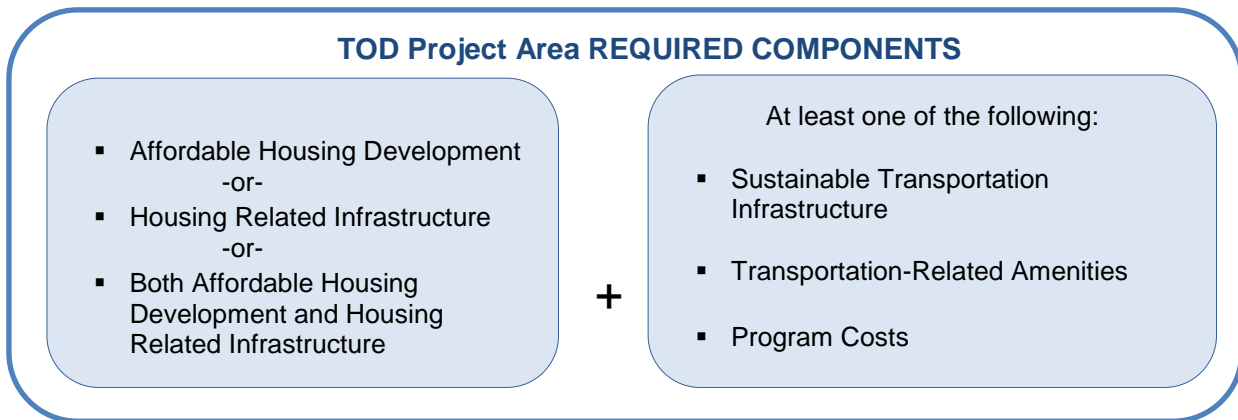 TOD Project Area REQUIRED COMPONENTS
▪ Affordable Housing Development
-or-
▪ Housing Related Infrastructure
-or-
▪ Both Affordable Housing
Development and Housing
Related Infrastructure
+
At least one of the following:
▪ Sustainable Transportation
Infrastructure
▪ Transportation-Related Amenities
▪ Program Costs